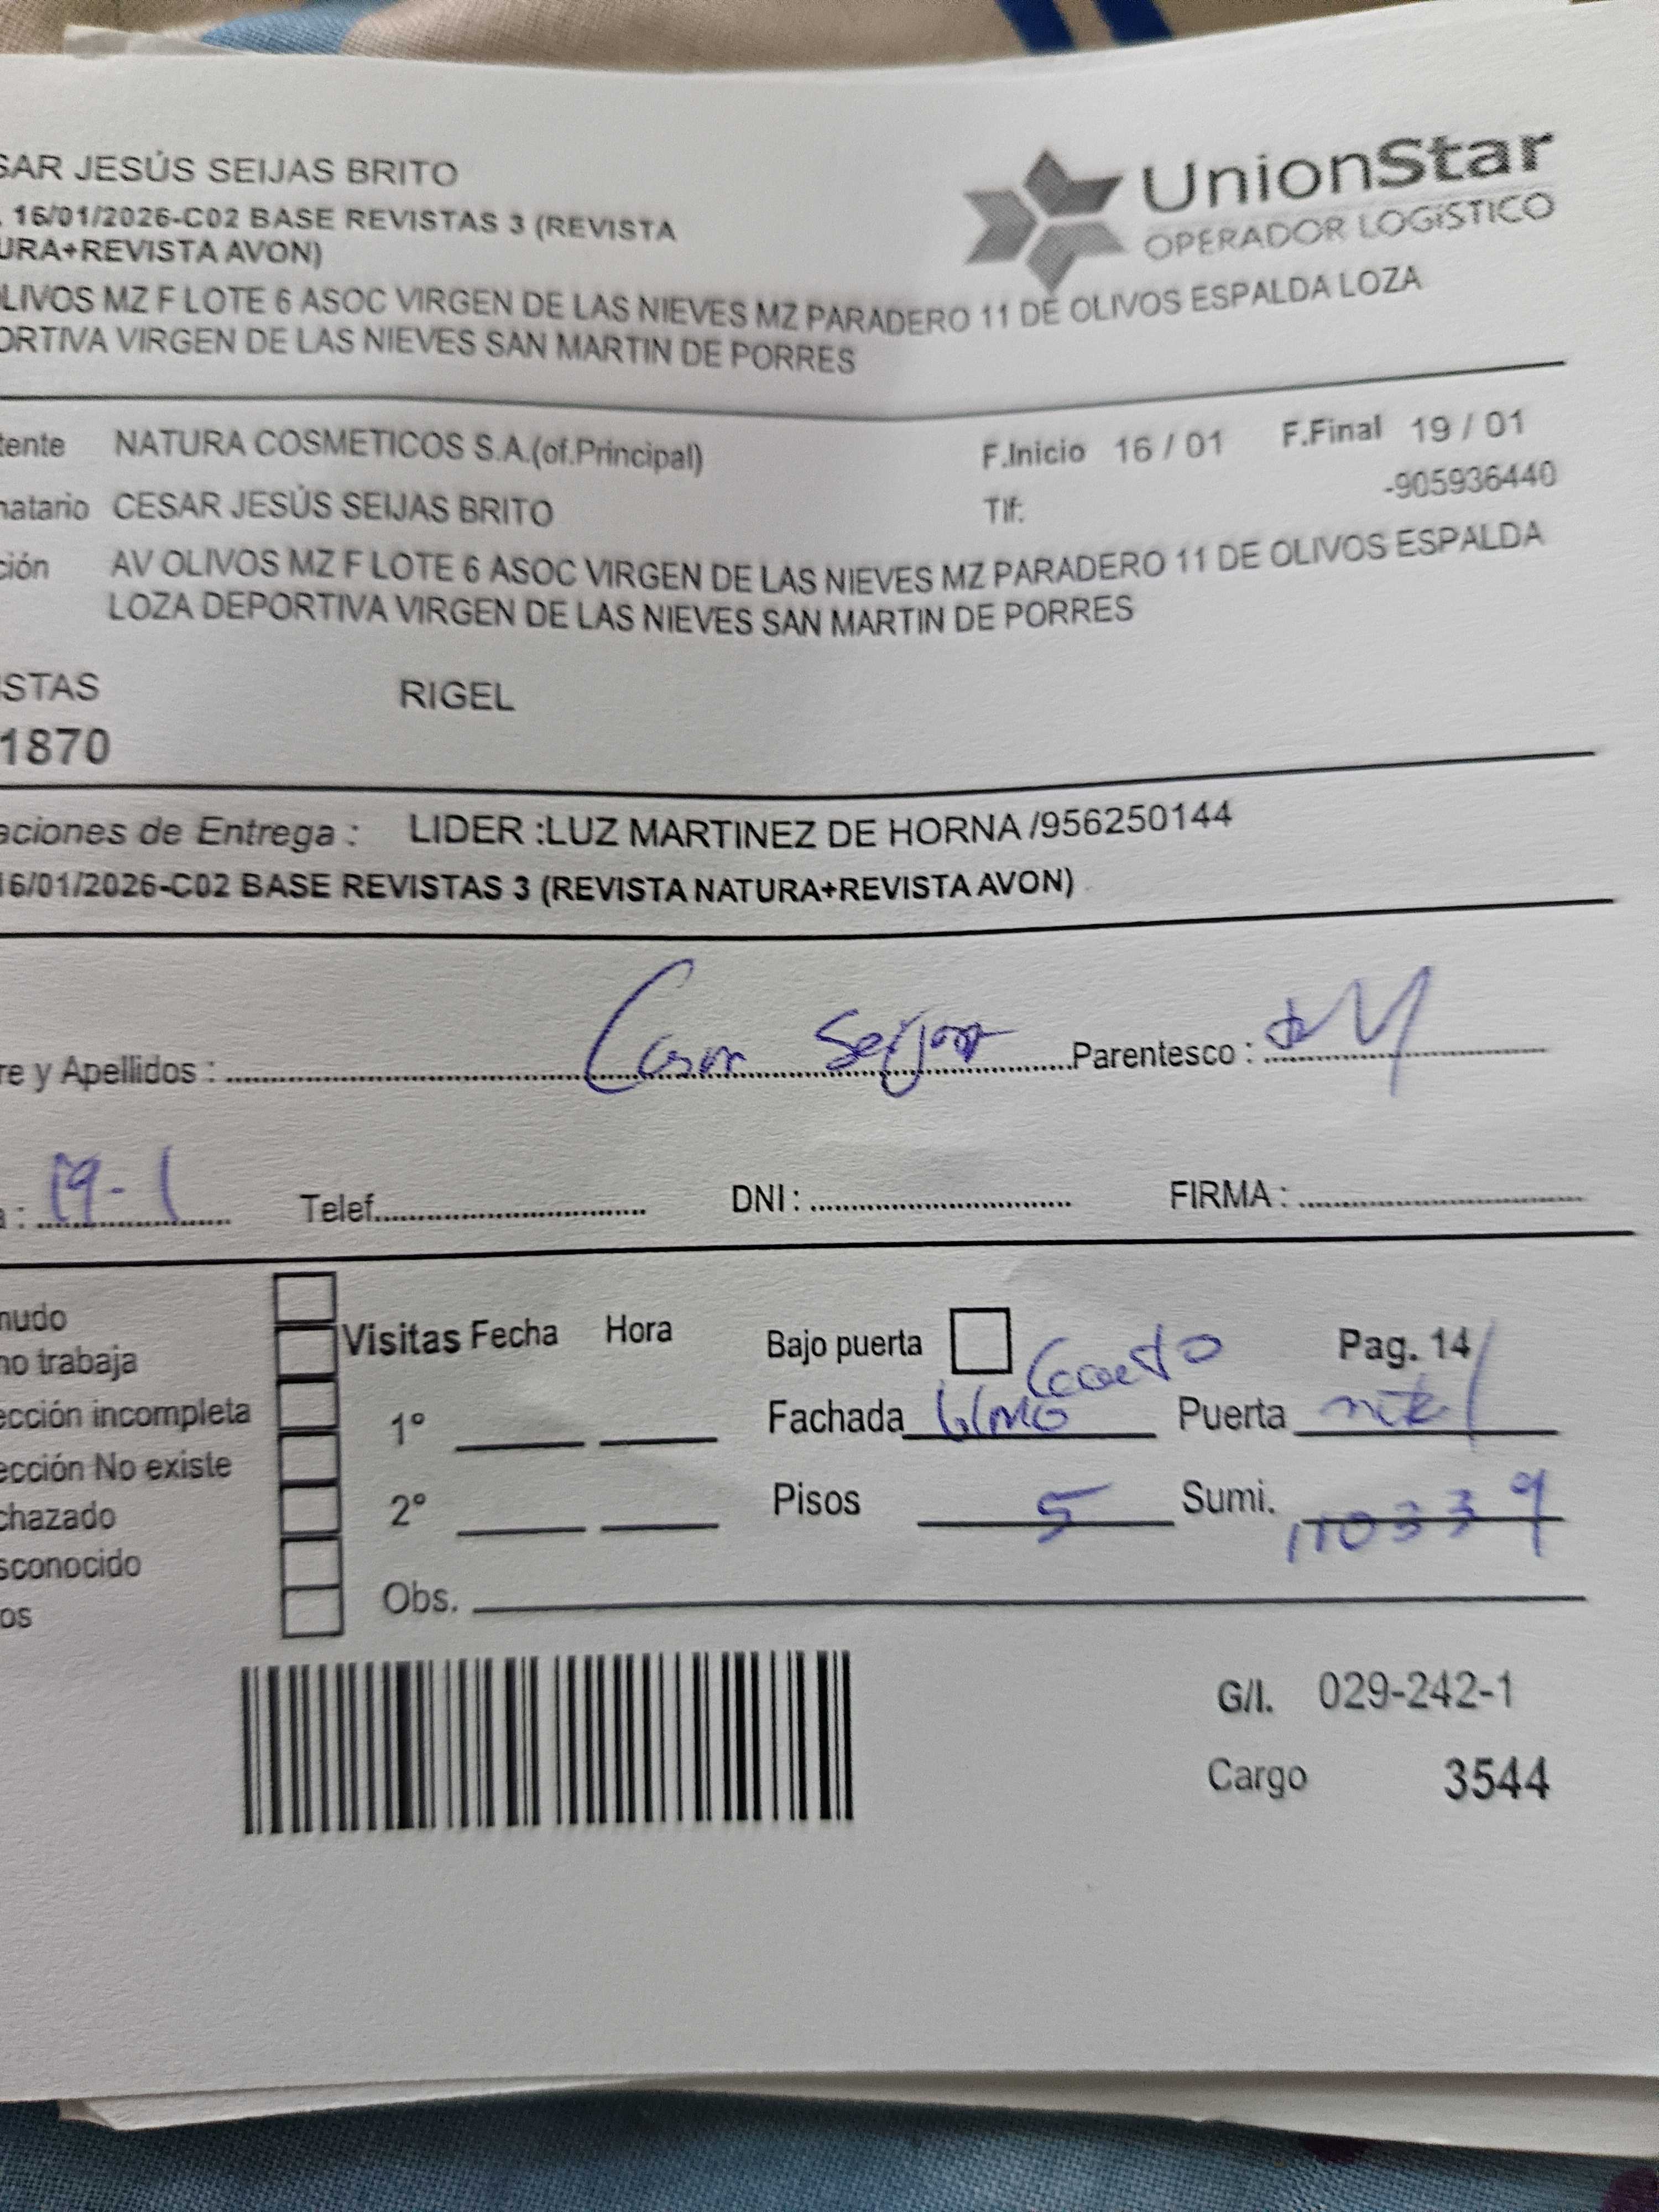 SAR JESÚS SEIJAS BRITO
UnionStar
OPERADOR LOGÍSTICO
. 16/01/2026-C02 BASE REVISTAS 3 (REVISTA
URA+REVISTA AVON)
LIVOS MZ F LOTE 6 ASOC VIRGEN DE LAS NIEVES MZ PARADERO 11 DE OLIVOS ESPALDA LOZA
ORTIVA VIRGEN DE LAS NIEVES SAN MARTIN DE PORRES
tente NATURA COSMETICOS S.A.(of.Principal) F.Inicio 16 / 01 F.Final 19 / 01
natario CESAR JESÚS SEIJAS BRITO Tlf: -905936440
ción AV OLIVOS MZ F LOTE 6 ASOC VIRGEN DE LAS NIEVES MZ PARADERO 11 DE OLIVOS ESPALDA
LOZA DEPORTIVA VIRGEN DE LAS NIEVES SAN MARTIN DE PORRES
ISTAS RIGEL
1870
aciones de Entrega : LIDER :LUZ MARTINEZ DE HORNA /956250144
16/01/2026-C02 BASE REVISTAS 3 (REVISTA NATURA+REVISTA AVON)
re y Apellidos : Cesar Seijas Parentesco :
a : 19-1 Telef. DNI : FIRMA :
nudo
no trabaja Visitas Fecha Hora Bajo puerta Pag. 14
ección incompleta 1° Fachada Puerta
ección No existe
chazado 2° Pisos 5 Sumi. 110339
sconocido
os Obs.
G/I. 029-242-1
Cargo 3544